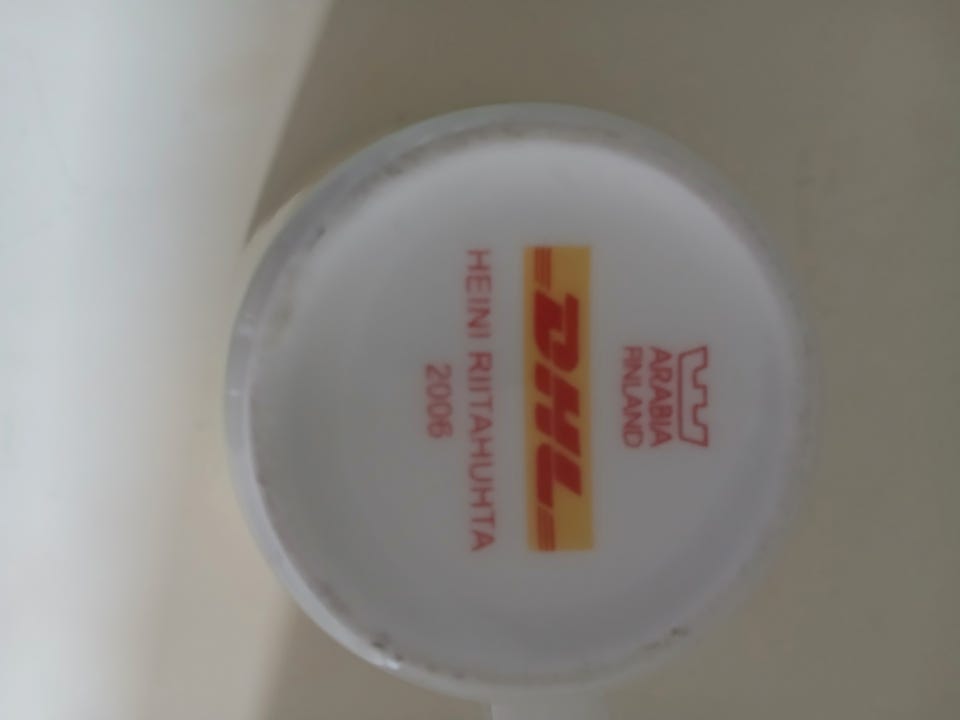 ARABIA
FINLAND
DHL
HEINI RIITAHUHTA
2006